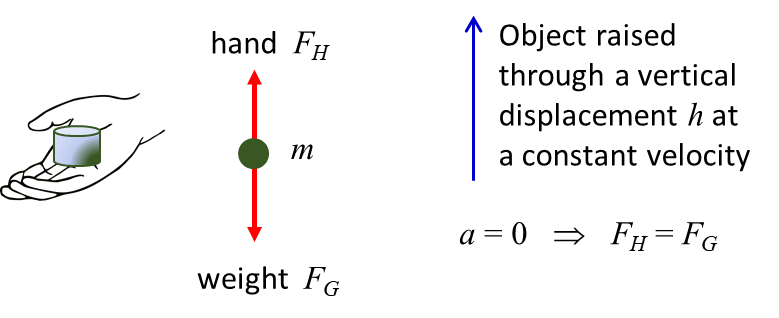 hand F_H
m
weight F_G
Object raised
through a vertical
displacement h at
a constant velocity
a = 0 ⇒ F_H = F_G